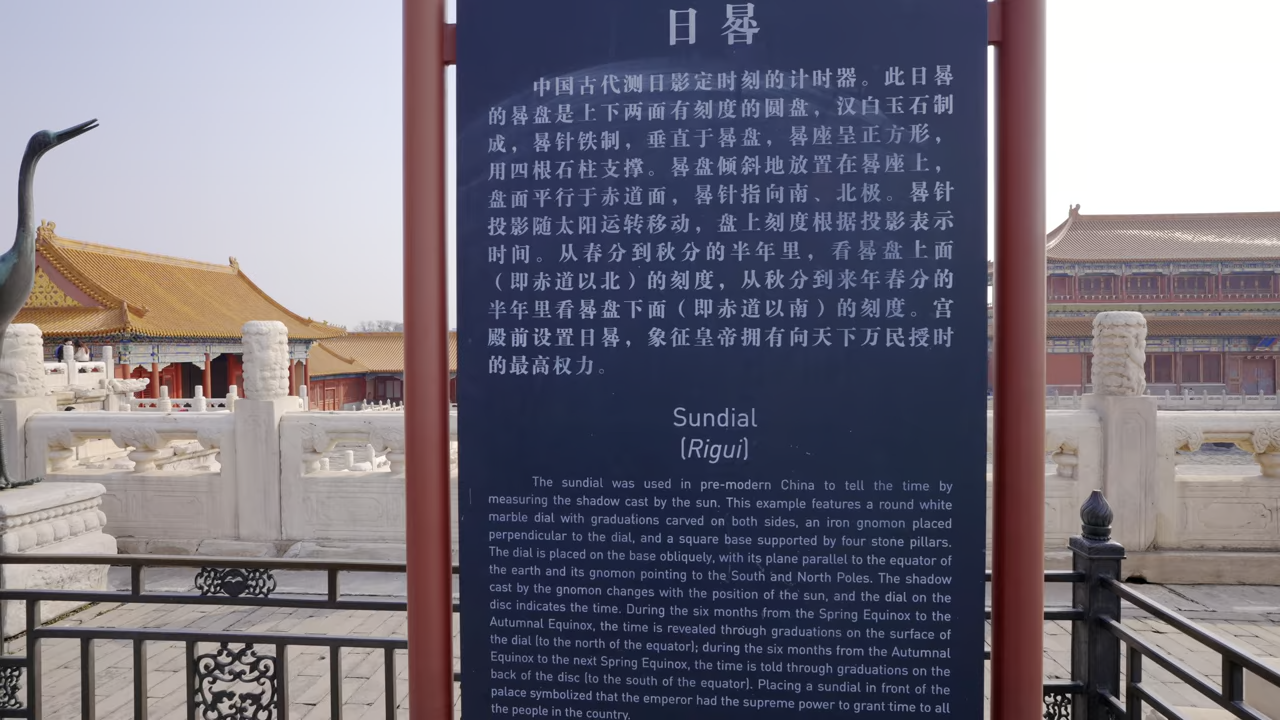 日晷
中国古代测日影定时刻的计时器。此日晷
的晷盘是上下两面有刻度的圆盘，汉白玉石制
成，晷针铁制，垂直于晷盘，晷座呈正方形，
用四根石柱支撑。晷盘倾斜地放置在晷座上，
盘面平行于赤道面，晷针指向南、北极。晷针
投影随太阳运转移动，盘上刻度根据投影表示
时间。从春分到秋分的半年里，看晷盘上面
（即赤道以北）的刻度，从秋分到来年春分的
半年里看晷盘下面（即赤道以南）的刻度。宫
殿前设置日晷，象征皇帝拥有向天下万民授时
的最高权力。
Sundial
(Rigui)
The sundial was used in pre-modern China to tell the time by
measuring the shadow cast by the sun. This example features a round white
marble dial with graduations carved on both sides, an iron gnomon placed
perpendicular to the dial, and a square base supported by four stone pillars.
The dial is placed on the base obliquely, with its plane parallel to the equator of
the earth and its gnomon pointing to the South and North Poles. The shadow
cast by the gnomon changes with the position of the sun, and the dial on the
disc indicates the time. During the six months from the Spring Equinox to the
Autumnal Equinox, the time is revealed through graduations on the surface of
the dial (to the north of the equator); during the six months from the Autumnal
Equinox to the next Spring Equinox, the time is told through graduations on the
back of the disc (to the south of the equator). Placing a sundial in front of the
palace symbolized that the emperor had the supreme power to grant time to all
the people in the country.